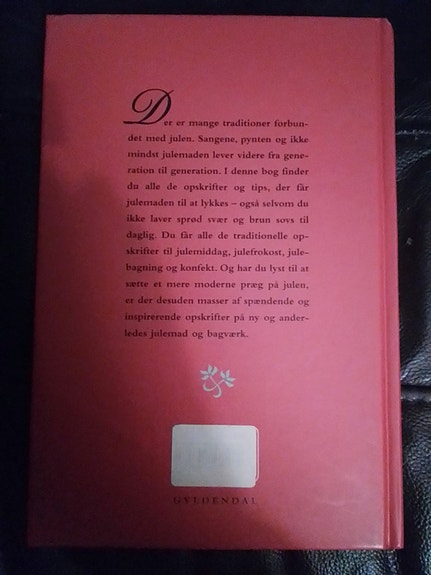 Der er mange traditioner forbun-
det med julen. Sangene, pynten og ikke
mindst julemaden lever videre fra gene-
ration til generation. I denne bog finder
du alle de opskrifter og tips, der får
julemaden til at lykkes – også selvom du
ikke laver sprød svær og brun sovs til
daglig. Du får alle de traditionelle op-
skrifter til julemiddag, julefrokost, jule-
bagning og konfekt. Og har du lyst til at
sætte et mere moderne præg på julen,
er der desuden masser af spændende og
inspirerende opskrifter på ny og ander-
ledes julemad og bagværk.
GYLDENDAL